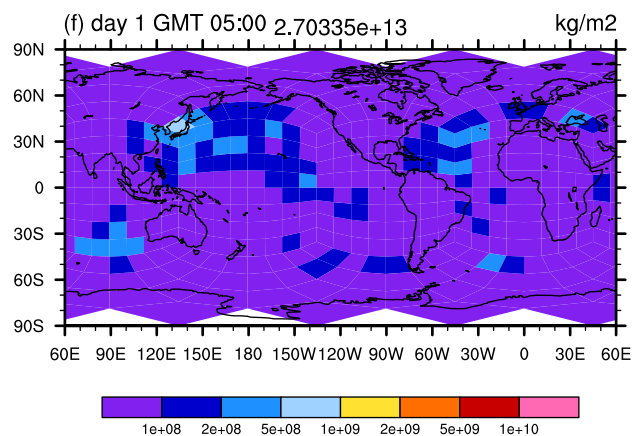 (f) day 1 GMT 05:00 2.70335e+13 kg/m2
90N
60N
30N
0
30S
60S
90S
60E 90E 120E 150E 180 150W 120W 90W 60W 30W 0 30E 60E
1e+08 2e+08 5e+08 1e+09 2e+09 5e+09 1e+10